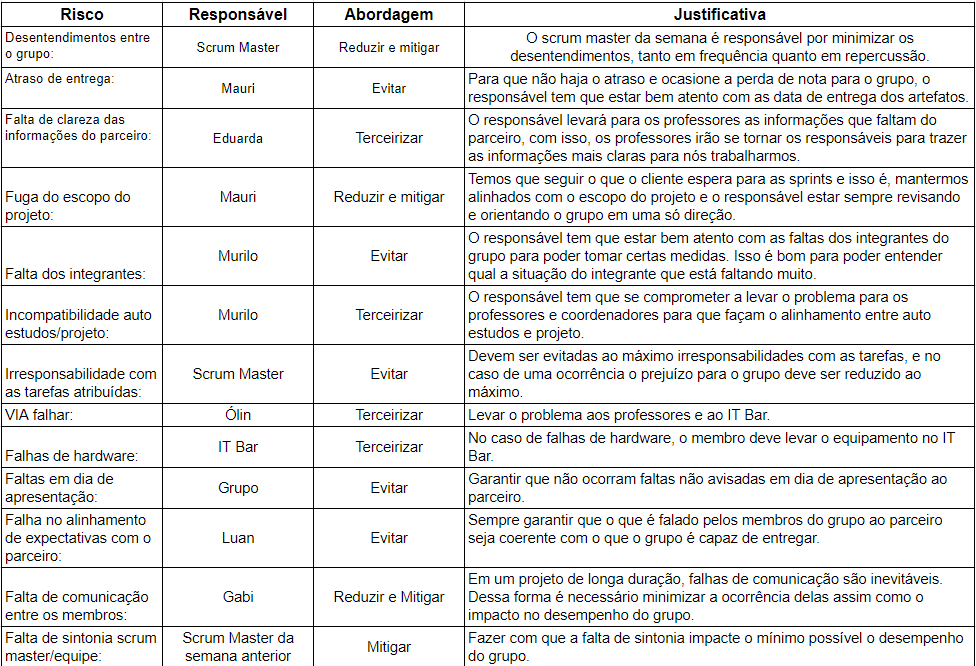 Risco Responsável Abordagem Justificativa
Desentendimentos entre
o grupo:
Scrum Master
Reduzir e mitigar
O scrum master da semana é responsável por minimizar os
desentendimentos, tanto em frequência quanto em repercussão.
Atraso de entrega:
Mauri
Evitar
Para que não haja o atraso e ocasione a perda de nota para o grupo, o
responsável tem que estar bem atento com as data de entrega dos artefatos.
Falta de clareza das
informações do parceiro:
Eduarda
Terceirizar
O responsável levará para os professores as informações que faltam do
parceiro, com isso, os professores irão se tornar os responsáveis para trazer
as informações mais claras para nós trabalharmos.
Fuga do escopo do
projeto:
Mauri
Reduzir e mitigar
Temos que seguir o que o cliente espera para as sprints e isso é, mantermos
alinhados com o escopo do projeto e o responsável estar sempre revisando
e orientando o grupo em uma só direção.
Falta dos integrantes:
Murilo
Evitar
O responsável tem que estar bem atento com as faltas dos integrantes do
grupo para poder tomar certas medidas. Isso é bom para poder entender
qual a situação do integrante que está faltando muito.
Incompatibilidade auto
estudos/projeto:
Murilo
Terceirizar
O responsável tem que se comprometer a levar o problema para os
professores e coordenadores para que façam o alinhamento entre auto
estudos e projeto.
Irresponsabilidade com
as tarefas atribuídas:
Scrum Master
Evitar
Devem ser evitadas ao máximo irresponsabilidades com as tarefas, e no
caso de uma ocorrência o prejuízo para o grupo deve ser reduzido ao
máximo.
VIA falhar:
Ólin
Terceirizar
Levar o problema aos professores e ao IT Bar.
Falhas de hardware:
IT Bar
Terceirizar
No caso de falhas de hardware, o membro deve levar o equipamento no IT
Bar.
Faltas em dia de
apresentação:
Grupo
Evitar
Garantir que não ocorram faltas não avisadas em dia de apresentação ao
parceiro.
Falha no alinhamento
de expectativas com o
parceiro:
Luan
Evitar
Sempre garantir que o que é falado pelos membros do grupo ao parceiro
seja coerente com o que o grupo é capaz de entregar.
Falta de comunicação
entre os membros:
Gabi
Reduzir e Mitigar
Em um projeto de longa duração, falhas de comunicação são inevitáveis.
Dessa forma é necessário minimizar a ocorrência delas assim como o
impacto no desempenho do grupo.
Falta de sintonia scrum
master/equipe:
Scrum Master da
semana anterior
Mitigar
Fazer com que a falta de sintonia impacte o mínimo possível o desempenho
do grupo.